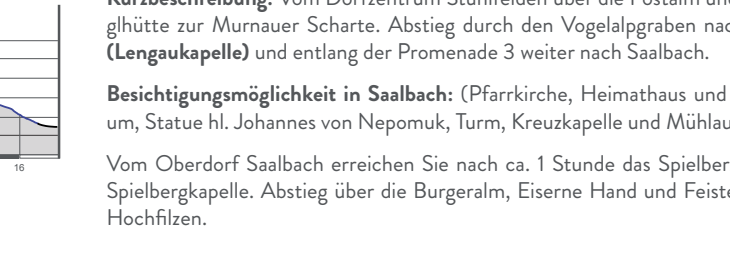 Kurzbeschreibung: Vom Dorfzentrum Stuhlfelden über die Postalm und
glhütte zur Murnauer Scharte. Abstieg durch den Vogelalpgraben nac
(Lengaukapelle) und entlang der Promenade 3 weiter nach Saalbach.
Besichtigungsmöglichkeit in Saalbach: (Pfarrkirche, Heimathaus und
um, Statue hl. Johannes von Nepomuk, Turm, Kreuzkapelle und Mühlau
Vom Oberdorf Saalbach erreichen Sie nach ca. 1 Stunde das Spielber
Spielbergkapelle. Abstieg über die Burgeralm, Eiserne Hand und Feiste
Hochfilzen.
16